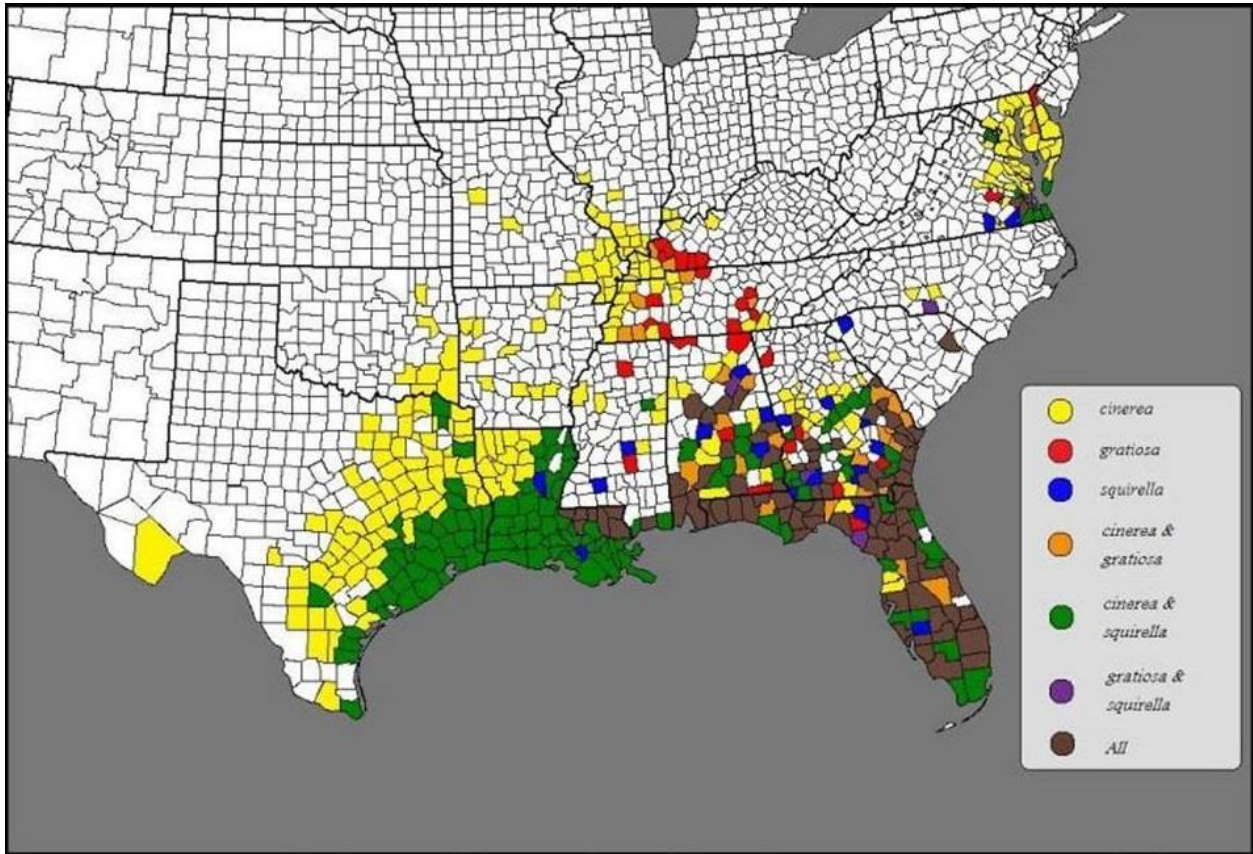 cinerea
gratiosa
squirella
cinerea &
gratiosa
cinerea &
squirella
gratiosa &
squirella
All